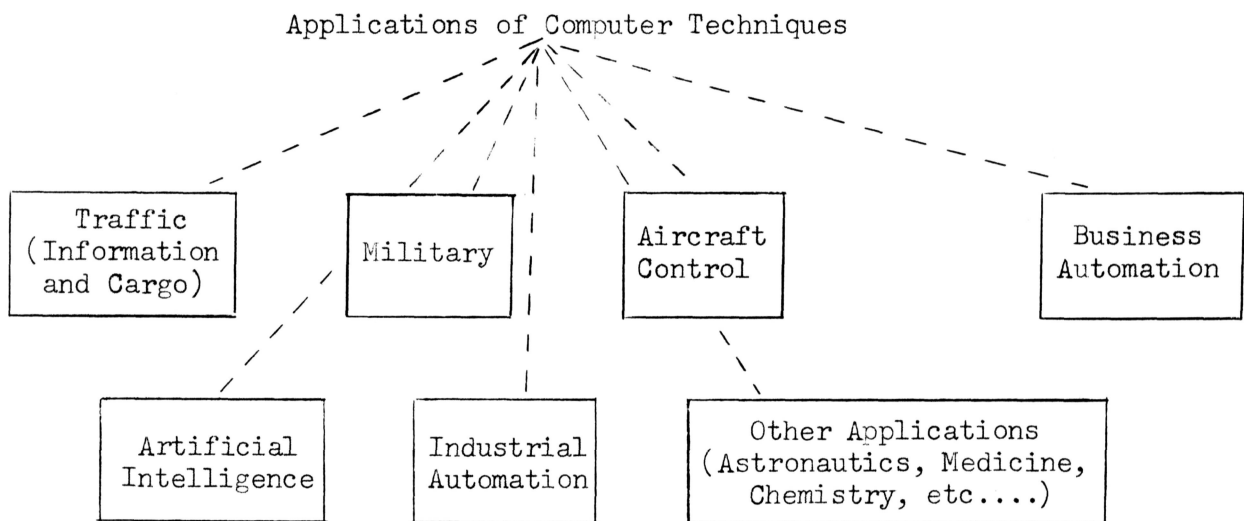 Applications of Computer Techniques
Traffic
(Information
and Cargo)
Military
Aircraft
Control
Business
Automation
Artificial
Intelligence
Industrial
Automation
Other Applications
(Astronautics, Medicine,
Chemistry, etc....)